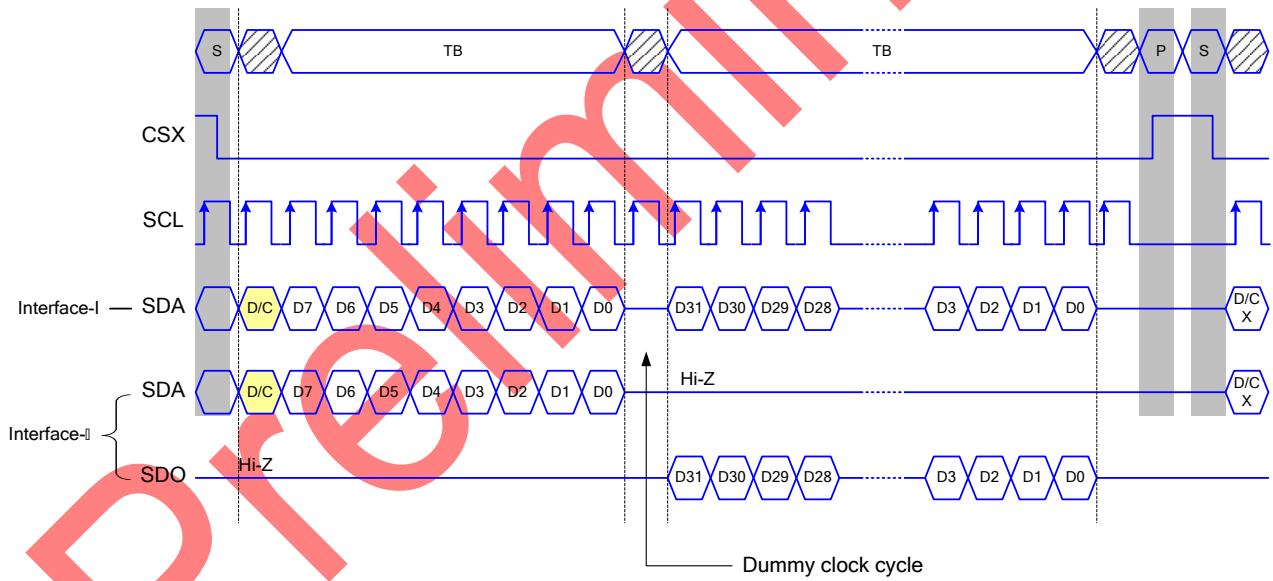 S TB TB P S
CSX
SCL
Interface-I SDA D/C D7 D6 D5 D4 D3 D2 D1 D0 D31 D30 D29 D28 D3 D2 D1 D0 D/C
X
SDA D/C D7 D6 D5 D4 D3 D2 D1 D0 Hi-Z D/C
X
Interface-▯
Hi-Z
SDO D31 D30 D29 D28 D3 D2 D1 D0
Dummy clock cycle